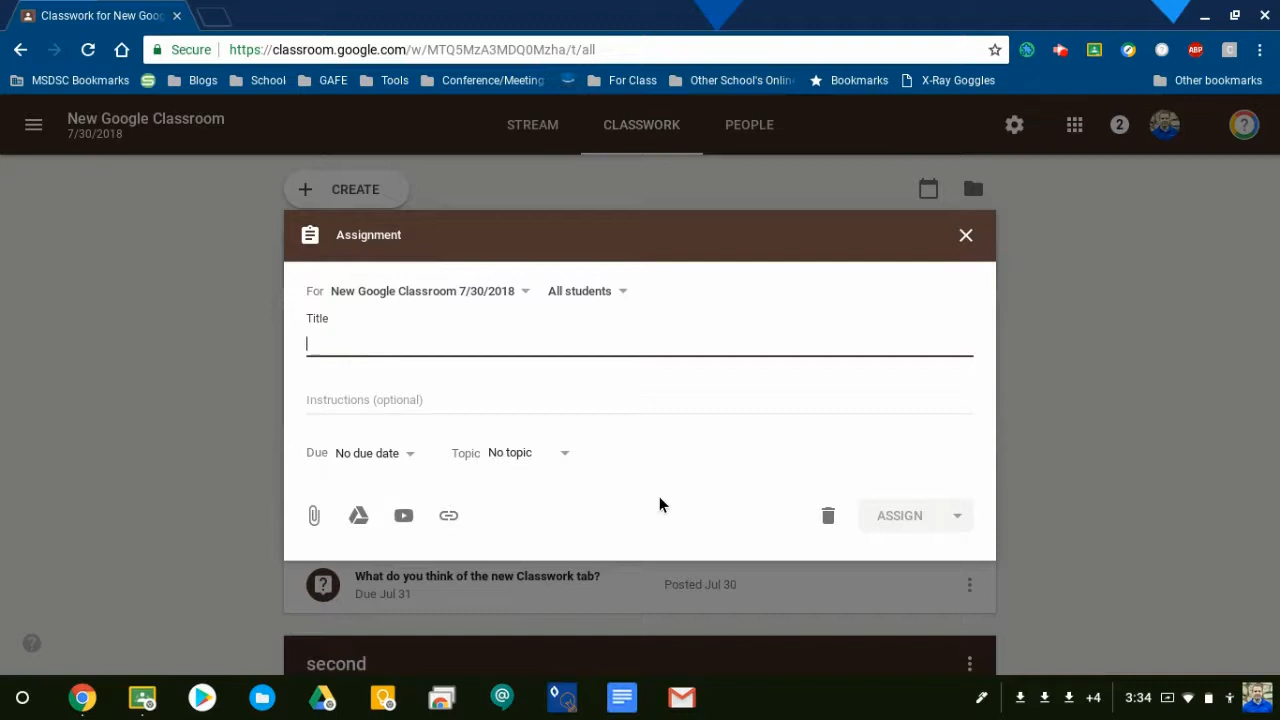 Classwork for New Goo
Secure
https://classroom.google.com/w/MTQ5MzA3MDQ0Mzha/t/all
ABP
C
MSDSC Bookmarks
S
Blogs
School
GAFE
Tools
Conference/Meeting
For Class
Other School's Onlin
Bookmarks
X-Ray Goggles
Other bookmarks
New Google Classroom
7/30/2018
STREAM
CLASSWORK
PEOPLE
2
?
+ CREATE
Assignment
For New Google Classroom 7/30/2018 All students
Title
Instructions (optional)
Due No due date Topic No topic
ASSIGN
What do you think of the new Classwork tab?
Due Jul 31
Posted Jul 30
?
second
+4
3:34